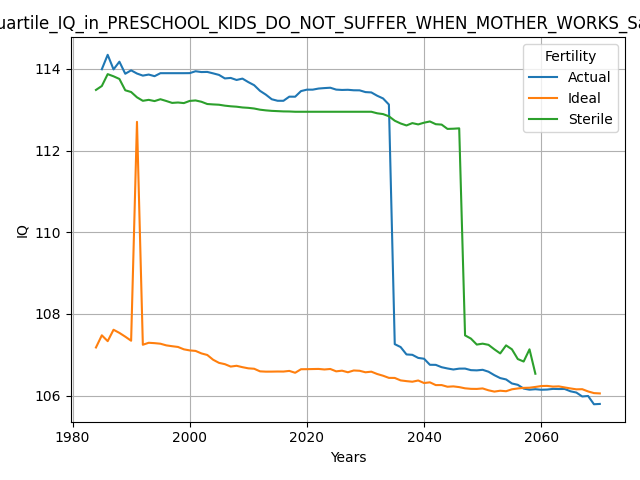 uartile_IQ_in_PRESCHOOL_KIDS_DO_NOT_SUFFER_WHEN_MOTHER_WORKS_Sa
Fertility
Actual
Ideal
Sterile
114
112
110
108
106
IQ
1980
2000
2020
2040
2060
Years